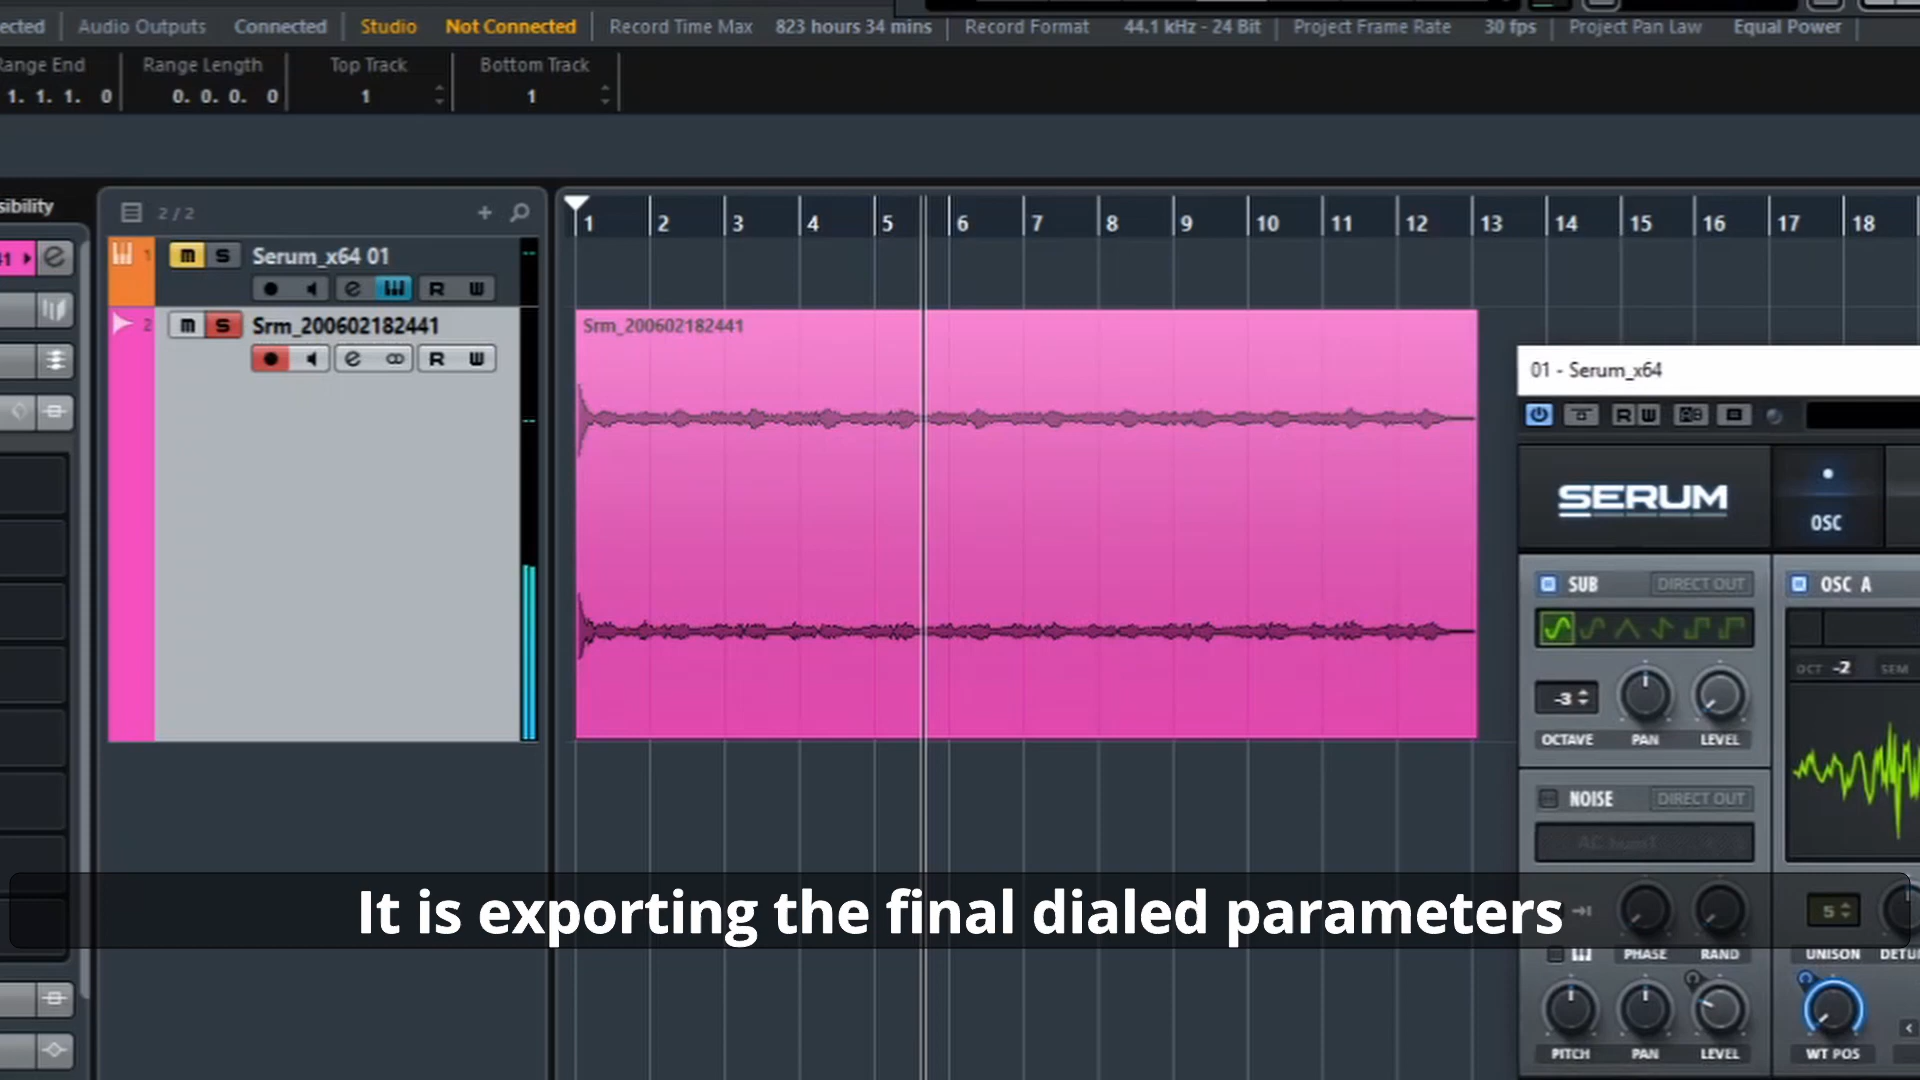 ected Audio Outputs Connected Studio Not Connected Record Time Max 823 hours 34 mins Record Format 44.1 kHz - 24 Bit Project Frame Rate 30 fps Project Pan Law Equal Power
Range End Range Length Top Track Bottom Track
1. 1. 1. 0 0. 0. 0. 0 1 1
sibility 2 / 2
1 2 3 4 5 6 7 8 9 10 11 12 13 14 15 16 17 18
1 m S Serum_x64 01
e R W
2 m S Srm_200602182441
e R W
Srm_200602182441
01 - Serum_x64
R W
SERUM
OSC
SUB DIRECT OUT OSC A
OCT -2 SEM
-3
OCTAVE PAN LEVEL
NOISE DIRECT OUT
It is exporting the final dialed parameters
5
PHASE RAND UNISON DETU
PITCH PAN LEVEL WT POS